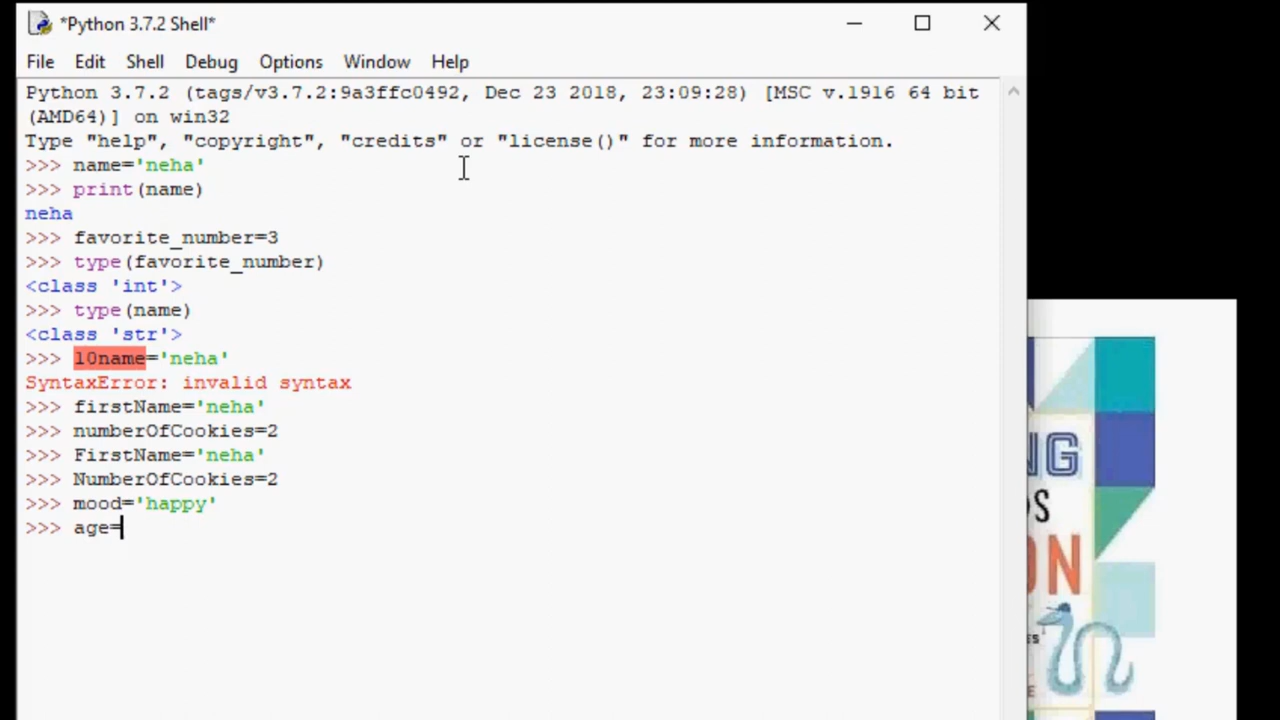 *Python 3.7.2 Shell*
File Edit Shell Debug Options Window Help
Python 3.7.2 (tags/v3.7.2:9a3ffc0492, Dec 23 2018, 23:09:28) [MSC v.1916 64 bit
(AMD64)] on win32
Type "help", "copyright", "credits" or "license()" for more information.
>>> name='neha'
>>> print(name)
neha
>>> favorite_number=3
>>> type(favorite_number)
<class 'int'>
>>> type(name)
<class 'str'>
>>> 10name='neha'
SyntaxError: invalid syntax
>>> firstName='neha'
>>> numberOfCookies=2
>>> FirstName='neha'
>>> NumberOfCookies=2
>>> mood='happy'
>>> age=